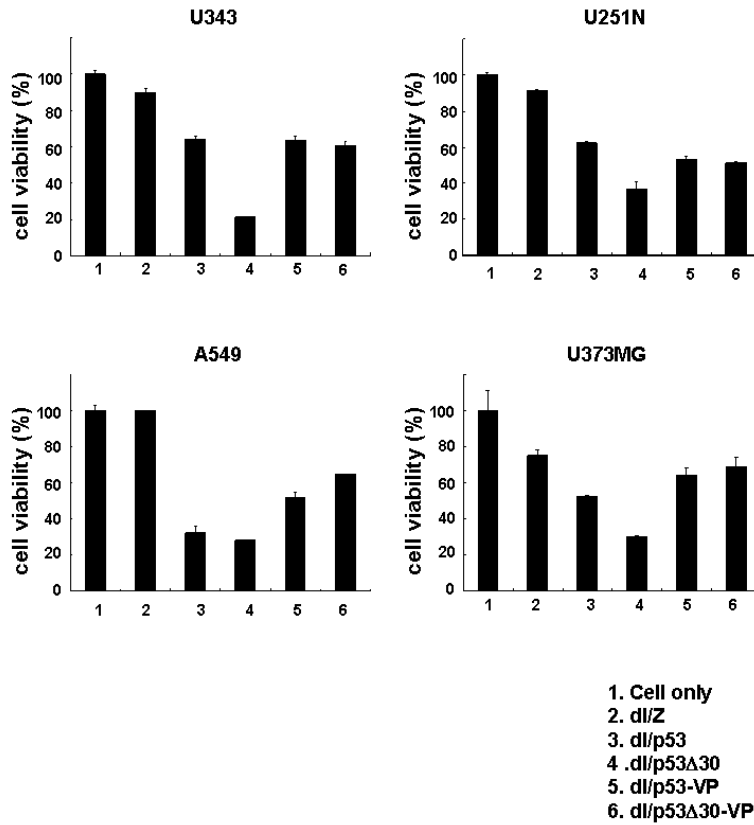 U343
cell viability (%)
100
80
60
40
20
0
1 2 3 4 5 6
U251N
cell viability (%)
100
80
60
40
20
0
1 2 3 4 5 6
A549
cell viability (%)
100
80
60
40
20
0
1 2 3 4 5 6
U373MG
cell viability (%)
100
80
60
40
20
0
1 2 3 4 5 6
1. Cell only
2. dl/Z
3. dl/p53
4 .dl/p53Δ30
5. dl/p53-VP
6. dl/p53Δ30-VP